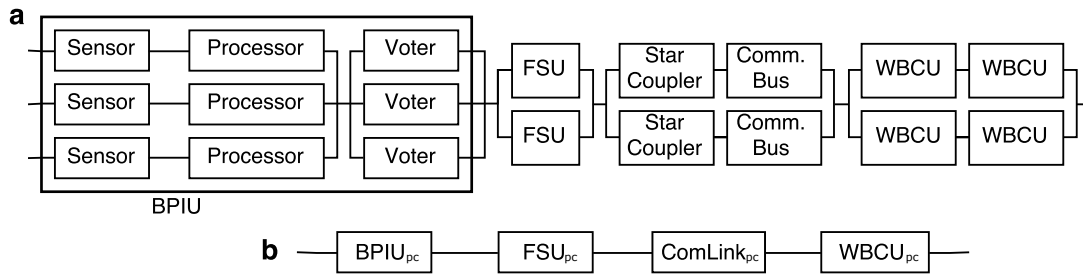 a
Sensor Processor Voter
Sensor Processor Voter
Sensor Processor Voter
BPIU
FSU
FSU
Star
Coupler
Comm.
Bus
Star
Coupler
Comm.
Bus
WBCU WBCU
WBCU WBCU
b
BPIUpc FSUpc ComLinkpc WBCUpc